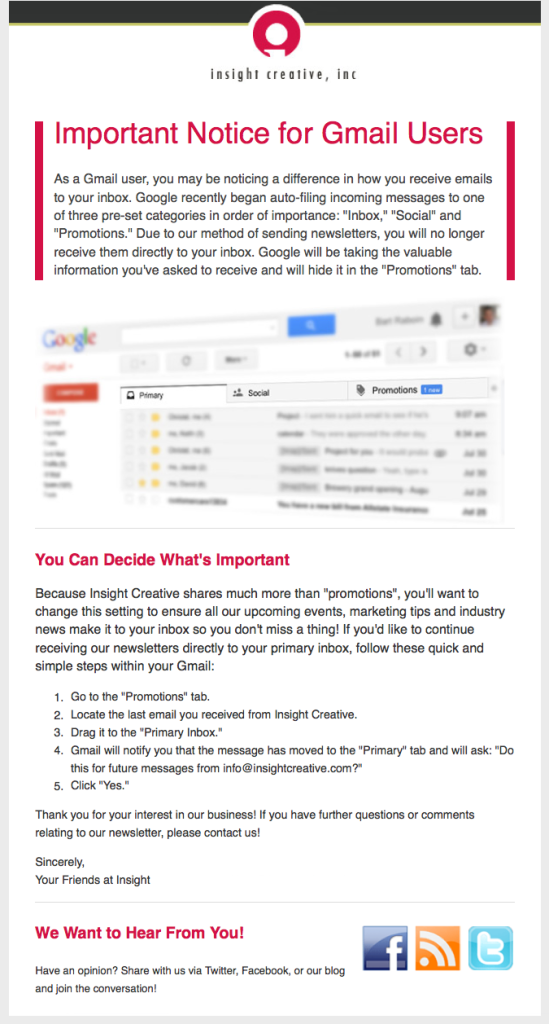 insight creative, inc
Important Notice for Gmail Users
As a Gmail user, you may be noticing a difference in how you receive emails
to your inbox. Google recently began auto-filing incoming messages to one
of three pre-set categories in order of importance: "Inbox," "Social" and
"Promotions." Due to our method of sending newsletters, you will no longer
receive them directly to your inbox. Google will be taking the valuable
information you've asked to receive and will hide it in the "Promotions" tab.
Google
Gmail
More
Primary
Social
Promotions 1 new
You Can Decide What's Important
Because Insight Creative shares much more than "promotions", you'll want to
change this setting to ensure all our upcoming events, marketing tips and industry
news make it to your inbox so you don't miss a thing! If you'd like to continue
receiving our newsletters directly to your primary inbox, follow these quick and
simple steps within your Gmail:
1. Go to the "Promotions" tab.
2. Locate the last email you received from Insight Creative.
3. Drag it to the "Primary Inbox."
4. Gmail will notify you that the message has moved to the "Primary" tab and will ask: "Do
this for future messages from info@insightcreative.com?"
5. Click "Yes."
Thank you for your interest in our business! If you have further questions or comments
relating to our newsletter, please contact us!
Sincerely,
Your Friends at Insight
We Want to Hear From You!
Have an opinion? Share with us via Twitter, Facebook, or our blog
and join the conversation!